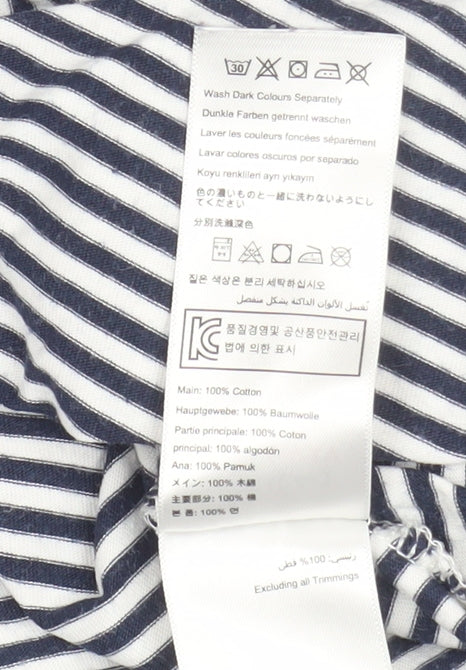 30
Wash Dark Colours Separately
Dunkle Farben getrennt waschen
Laver les couleurs foncées séparément
Lavar colores oscuros por separado
Koyu renklilen ayrı yıkayın
色の濃いものと一緒に洗わないようにし
てください
分別洗滌深色
짙은 색상은 분리 세탁하십시오
تغسل الألوان الداكنة بشكل منفصل
품질경영및 공산품안전관리
법에 의한 표시
Main: 100% Cotton
Hauptgewebe: 100% Baumwolle
Partie principale: 100% Coton
principal: 100% algodón
Ana: 100% Pamuk
メイン: 100% 木綿
主要部分: 100% 棉
본 통: 100% 면
رئيسي: 100% قطن
Excluding all Trimmings